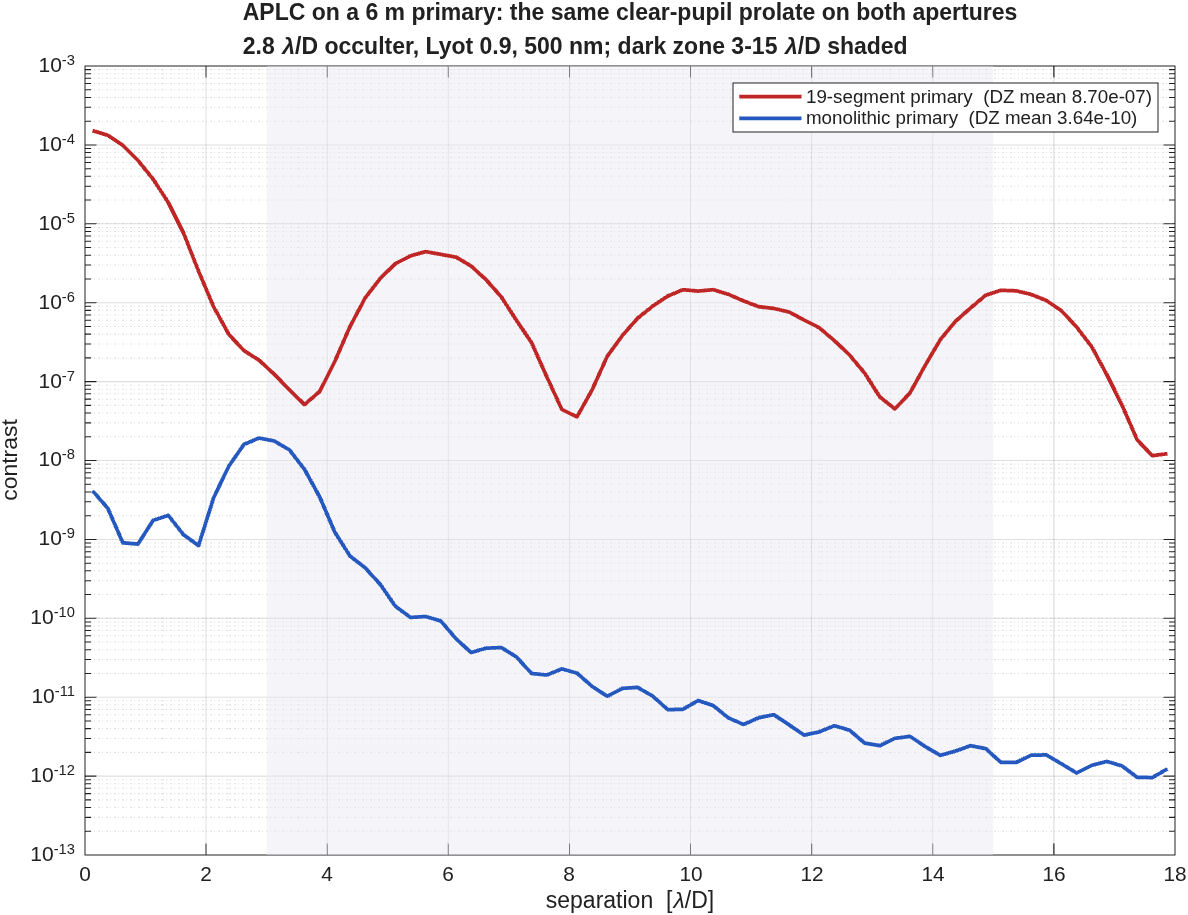 APLC on a 6 m primary: the same clear-pupil prolate on both apertures
2.8 λ/D occulter, Lyot 0.9, 500 nm; dark zone 3-15 λ/D shaded
19-segment primary (DZ mean 8.70e-07)
monolithic primary (DZ mean 3.64e-10)
contrast
10^-3
10^-4
10^-5
10^-6
10^-7
10^-8
10^-9
10^-10
10^-11
10^-12
10^-13
0 2 4 6 8 10 12 14 16 18
separation [λ/D]